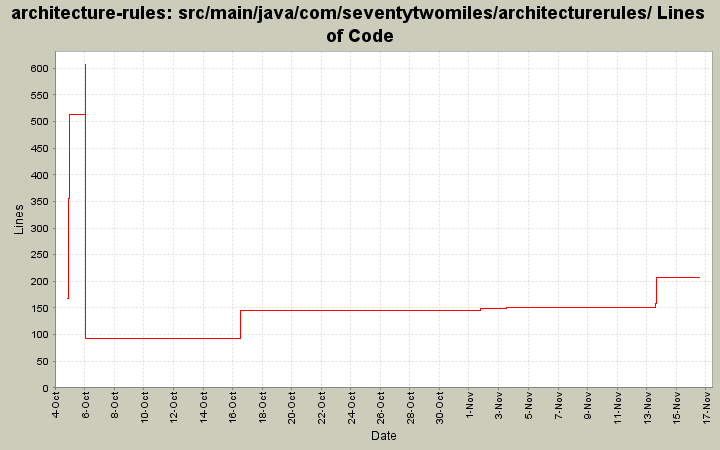 architecture-rules: src/main/java/com/seventytwomiles/architecturerules/ Lines
of Code
Lines
600
550
500
450
400
350
300
250
200
150
100
50
0
4-Oct
6-Oct
8-Oct
10-Oct
12-Oct
14-Oct
16-Oct
18-Oct
20-Oct
22-Oct
24-Oct
26-Oct
28-Oct
30-Oct
1-Nov
3-Nov
5-Nov
7-Nov
9-Nov
11-Nov
13-Nov
15-Nov
17-Nov
Date